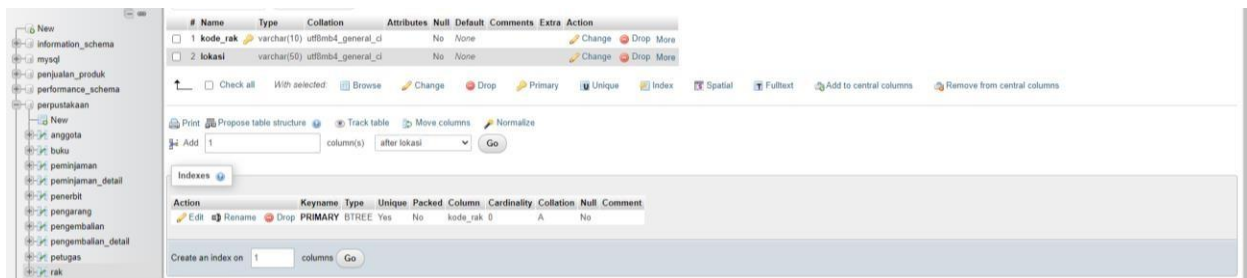 New
information_schema
mysql
penjualan_produk
performance_schema
perpustakaan
New
anggota
buku
peminjaman
peminjaman_detail
penerbit
pengarang
pengembalian
pengembalian_detail
petugas
rak
# Name Type Collation Attributes Null Default Comments Extra Action
1 kode_rak varchar(10) utf8mb4_general_ci No None Change Drop More
2 lokasi varchar(50) utf8mb4_general_ci No None Change Drop More
Check all With selected: Browse Change Drop Primary Unique Index Spatial Fulltext Add to central columns Remove from central columns
Print Propose table structure Track table Move columns Normalize
Add 1 column(s) after lokasi Go
Indexes
Action Keyname Type Unique Packed Column Cardinality Collation Null Comment
Edit Rename Drop PRIMARY BTREE Yes No kode_rak 0 A No
Create an index on 1 columns Go